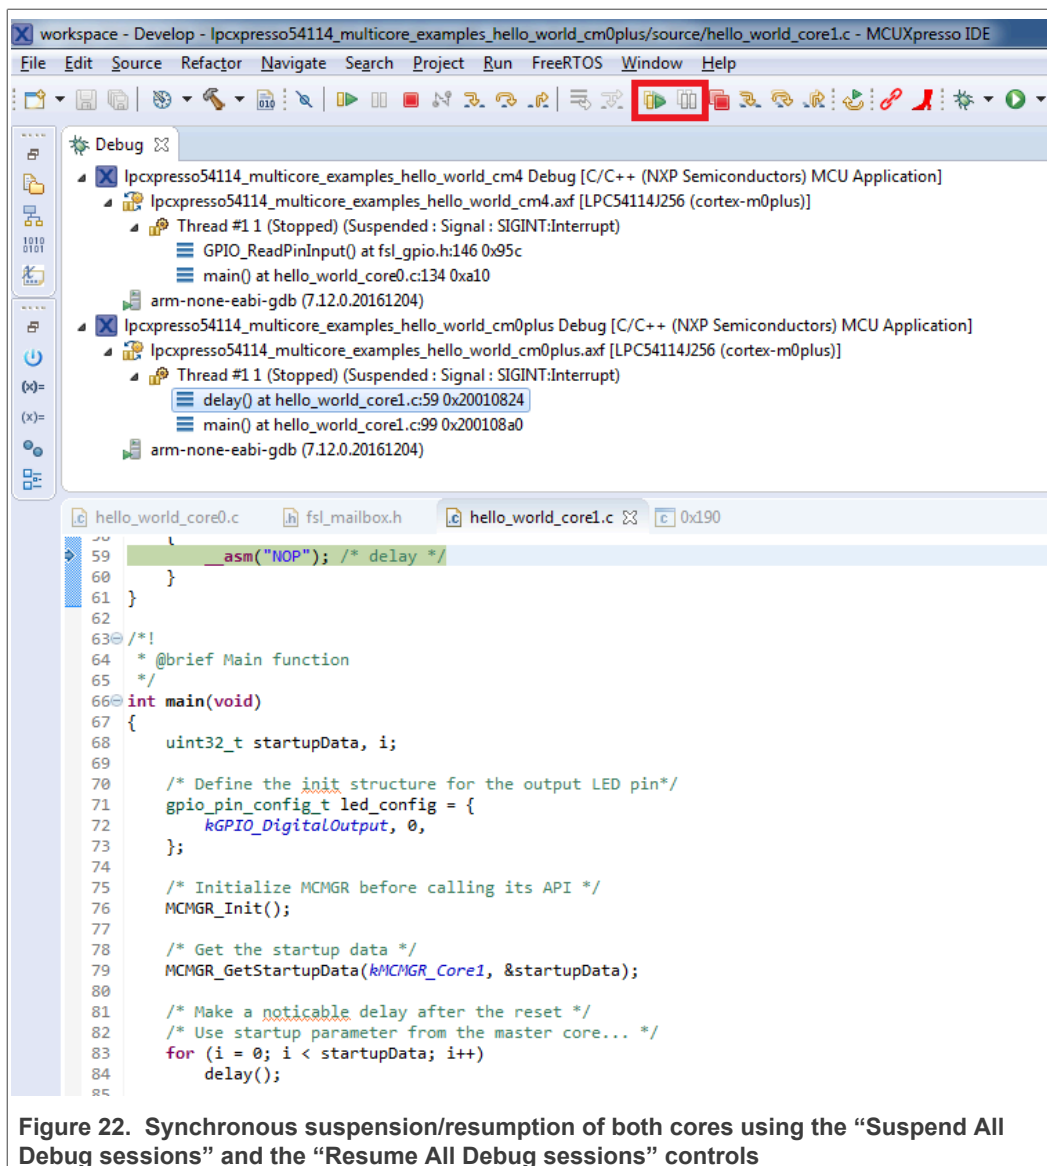 workspace - Develop - lpcxpresso54114_multicore_examples_hello_world_cm0plus/source/hello_world_core1.c - MCUXpresso IDE
File Edit Source Refactor Navigate Search Project Run FreeRTOS Window Help
Debug
lpcxpresso54114_multicore_examples_hello_world_cm4 Debug [C/C++ (NXP Semiconductors) MCU Application]
lpcxpresso54114_multicore_examples_hello_world_cm4.axf [LPC54114J256 (cortex-m0plus)]
Thread #1 1 (Stopped) (Suspended : Signal : SIGINT:Interrupt)
GPIO_ReadPinInput() at fsl_gpio.h:146 0x95c
main() at hello_world_core0.c:134 0xa10
arm-none-eabi-gdb (7.12.0.20161204)
lpcxpresso54114_multicore_examples_hello_world_cm0plus Debug [C/C++ (NXP Semiconductors) MCU Application]
lpcxpresso54114_multicore_examples_hello_world_cm0plus.axf [LPC54114J256 (cortex-m0plus)]
Thread #1 1 (Stopped) (Suspended : Signal : SIGINT:Interrupt)
delay() at hello_world_core1.c:59 0x20010824
main() at hello_world_core1.c:99 0x200108a0
arm-none-eabi-gdb (7.12.0.20161204)
hello_world_core0.c fsl_mailbox.h hello_world_core1.c 0x190
58 {
59 __asm("NOP"); /* delay */
60 }
61 }
62
63 /*!
64 * @brief Main function
65 */
66 int main(void)
67 {
68 uint32_t startupData, i;
69
70 /* Define the init structure for the output LED pin*/
71 gpio_pin_config_t led_config = {
72 kGPIO_DigitalOutput, 0,
73 };
74
75 /* Initialize MCMGR before calling its API */
76 MCMGR_Init();
77
78 /* Get the startup data */
79 MCMGR_GetStartupData(kMCMGR_Core1, &startupData);
80
81 /* Make a noticable delay after the reset */
82 /* Use startup parameter from the master core... */
83 for (i = 0; i < startupData; i++)
84 delay();
85
Figure 22. Synchronous suspension/resumption of both cores using the “Suspend All
Debug sessions” and the “Resume All Debug sessions” controls